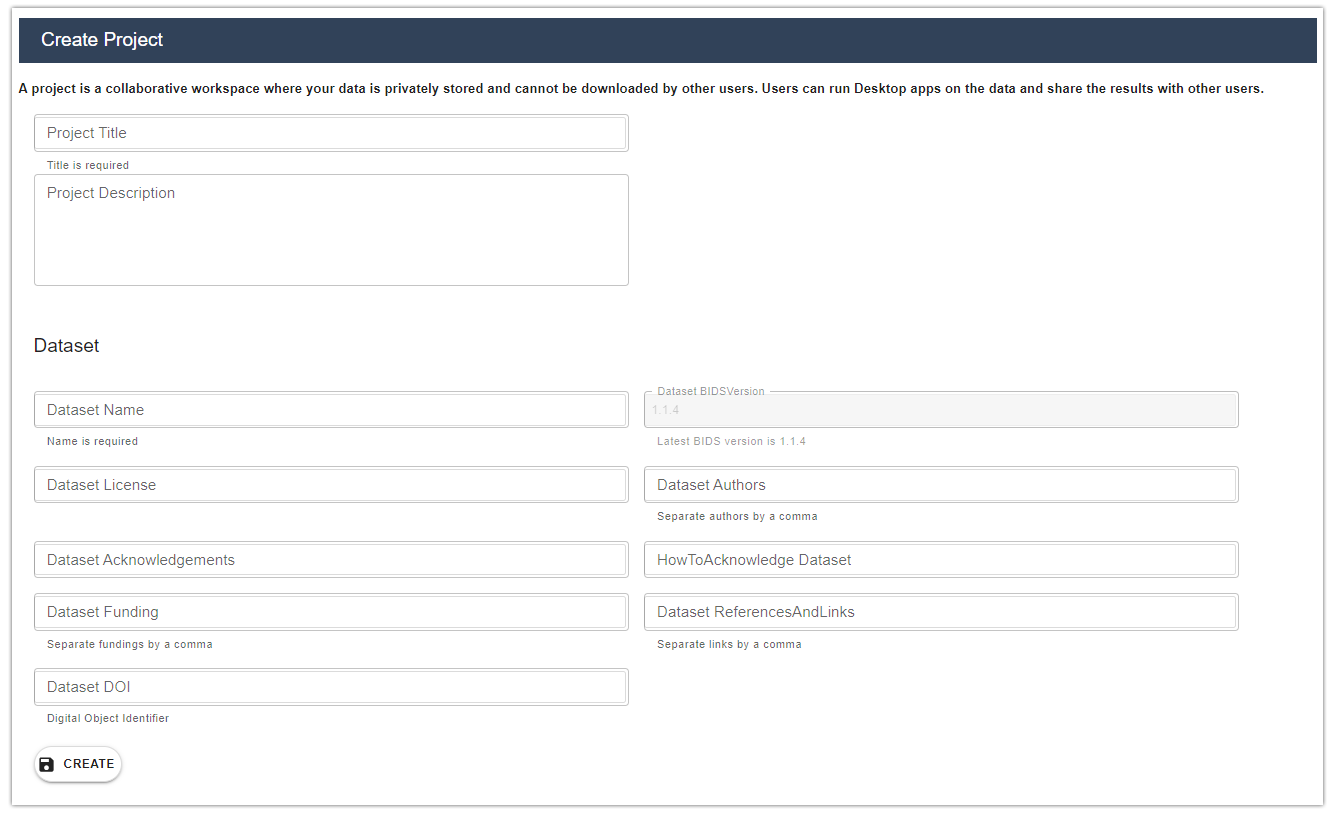 Create Project
A project is a collaborative workspace where your data is privately stored and cannot be downloaded by other users. Users can run Desktop apps on the data and share the results with other users.
Project Title
Title is required
Project Description
Dataset
Dataset Name
Name is required
Dataset BIDSVersion
1.1.4
Latest BIDS version is 1.1.4
Dataset License
Dataset Authors
Separate authors by a comma
Dataset Acknowledgements
HowToAcknowledge Dataset
Dataset Funding
Separate fundings by a comma
Dataset ReferencesAndLinks
Separate links by a comma
Dataset DOI
Digital Object Identifier
CREATE